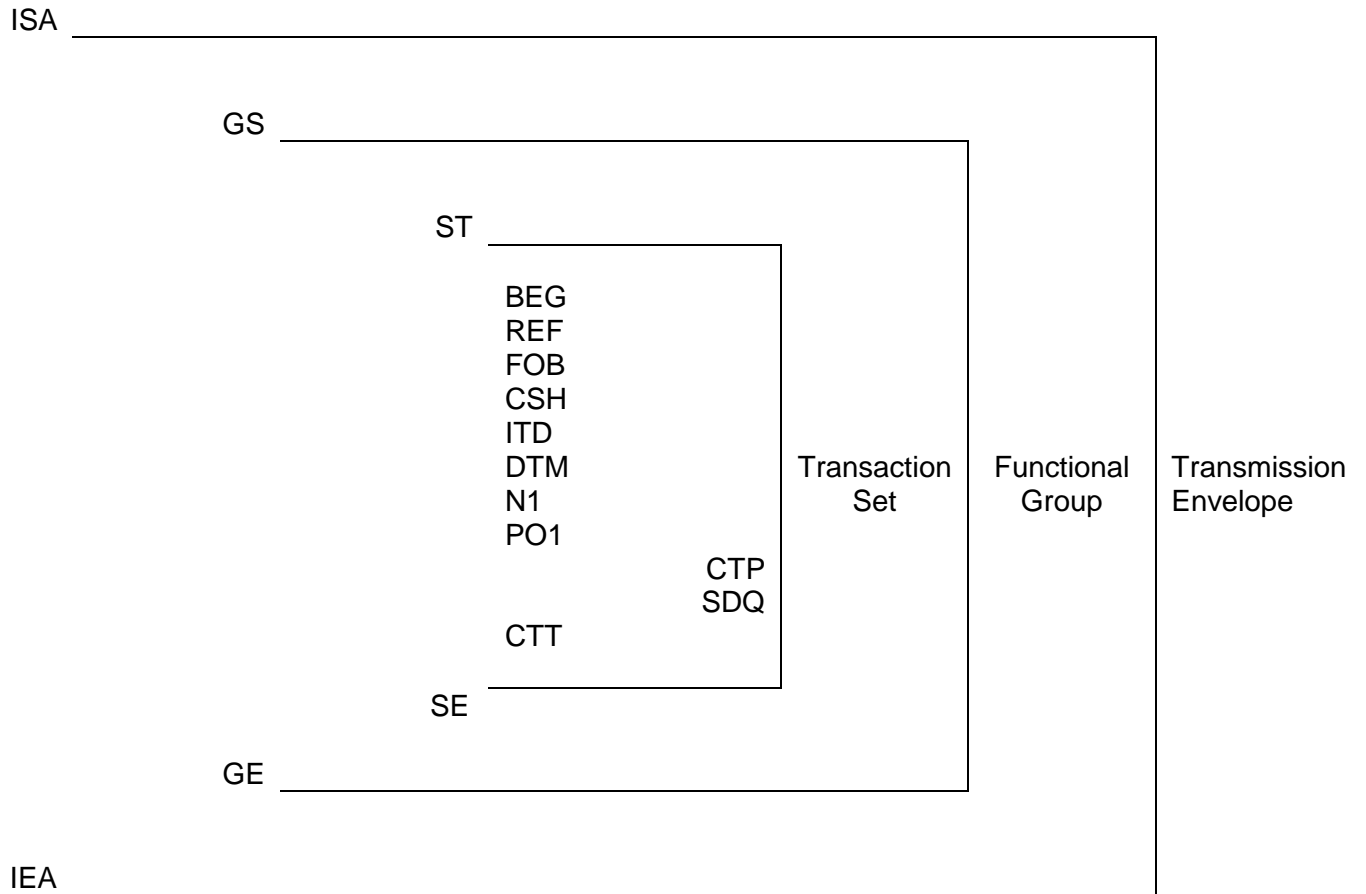 ISA
GS
ST
BEG
REF
FOB
CSH
ITD
DTM
N1
PO1
CTP
SDQ
CTT
SE
GE
IEA
Transaction
Set
Functional
Group
Transmission
Envelope